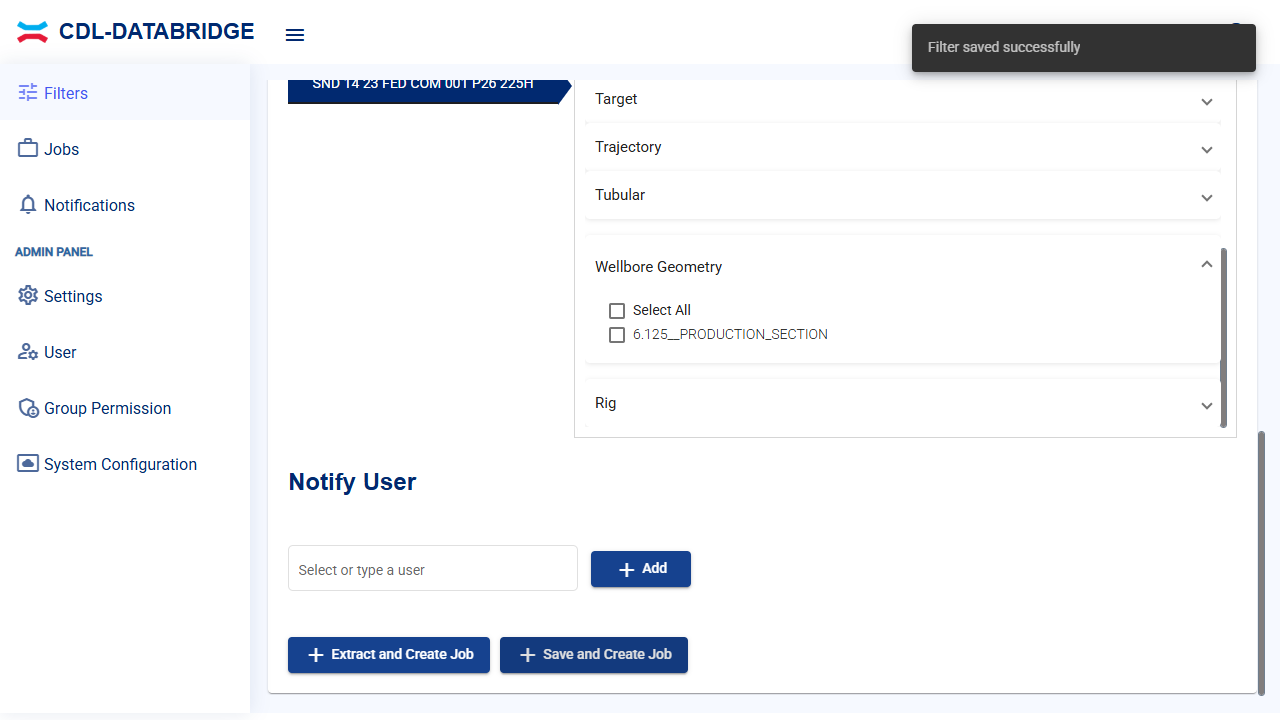 CDL-DATABRIDGE
Filter saved successfully
Filters
Jobs
Notifications
ADMIN PANEL
Settings
User
Group Permission
System Configuration
SND 14 23 FED COM 001 P26 225H
Target
Trajectory
Tubular
Wellbore Geometry
Select All
6.125__PRODUCTION_SECTION
Rig
Notify User
Select or type a user
Add
Extract and Create Job
Save and Create Job